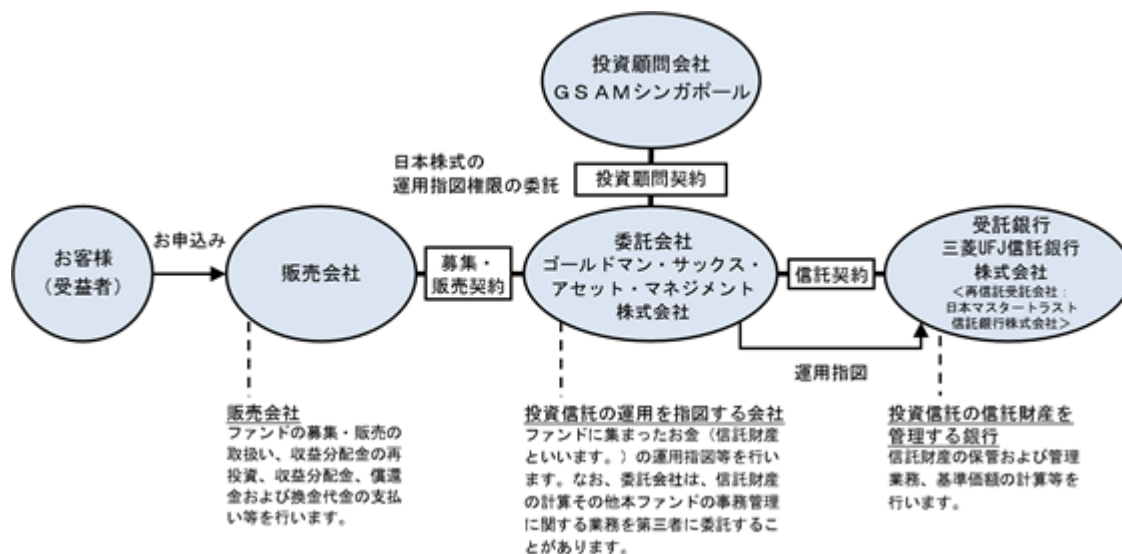 投資顧問会社
GSAMシンガポール
日本株式の
運用指図権限の委託
投資顧問契約
お客様
(受益者)
お申込み
販売会社
募集・
販売契約
委託会社
ゴールドマン・サックス・
アセット・マネジメント
株式会社
信託契約
受託銀行
三菱UFJ信託銀行
株式会社
<再信託受託会社:
日本マスタートラスト
信託銀行株式会社>
運用指図
販売会社
ファンドの募集・販売の
取扱い、収益分配金の再
投資、収益分配金、償還
金および換金代金の支払
い等を行います。
投資信託の運用を指図する会社
ファンドに集まったお金(信託財産
といいます。)の運用指図等を行い
ます。なお、委託会社は、信託財産
の計算その他本ファンドの事務管理
に関する業務を第三者に委託するこ
とがあります。
投資信託の信託財産を
管理する銀行
信託財産の保管および管理
業務、基準価額の計算等を
行います。